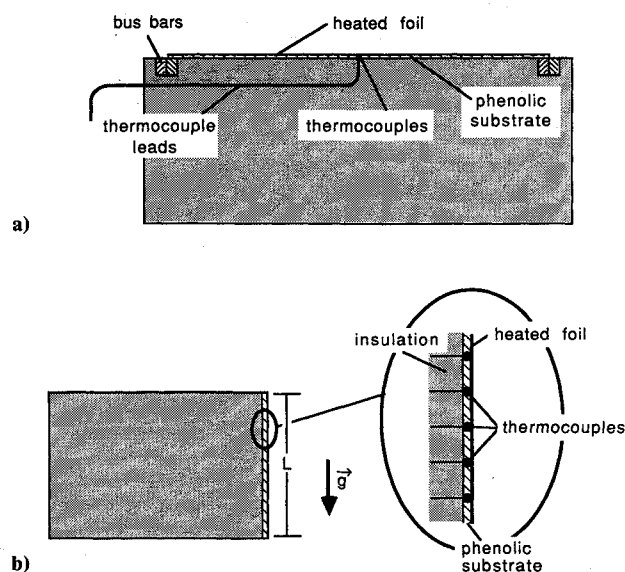 bus bars
heated foil
thermocouple
leads
thermocouples
phenolic
substrate
a)
insulation
heated foil
thermocouples
L
g
phenolic
substrate
b)